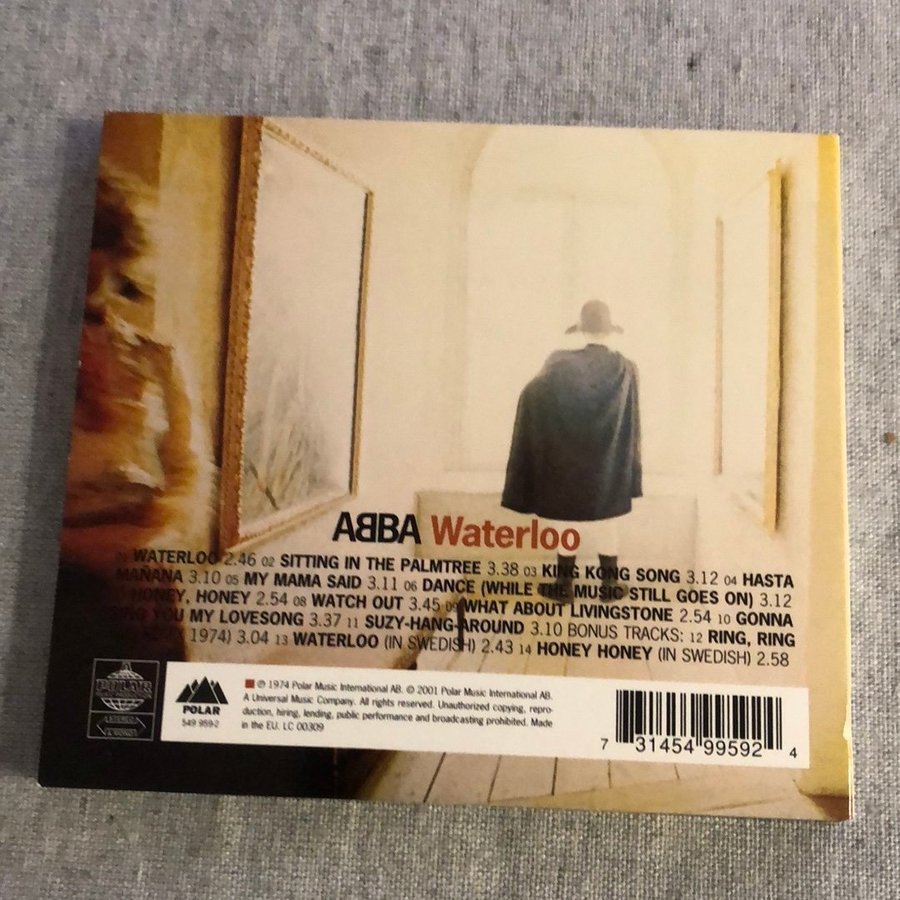 ABBA Waterloo
WATERLOO 2.46 02 SITTING IN THE PALMTREE 3.38 03 KING KONG SONG 3.12 04 HASTA
MAÑANA 3.10 05 MY MAMA SAID 3.11 06 DANCE (WHILE THE MUSIC STILL GOES ON) 3.12
HONEY, HONEY 2.54 08 WATCH OUT 3.45 09 WHAT ABOUT LIVINGSTONE 2.54 10 GONNA
SING YOU MY LOVESONG 3.37 11 SUZY-HANG-AROUND 3.10 BONUS TRACKS: 12 RING, RING
1974) 3.04 13 WATERLOO (IN SWEDISH) 2.43 14 HONEY HONEY (IN SWEDISH) 2.58
POLAR
POLAR
549 959-2
℗ 1974 Polar Music International AB. © 2001 Polar Music International AB.
A Universal Music Company. All rights reserved. Unauthorized copying, repro-
duction, hiring, lending, public performance and broadcasting prohibited. Made
in the EU. LC 00309
7 31454 99592 4